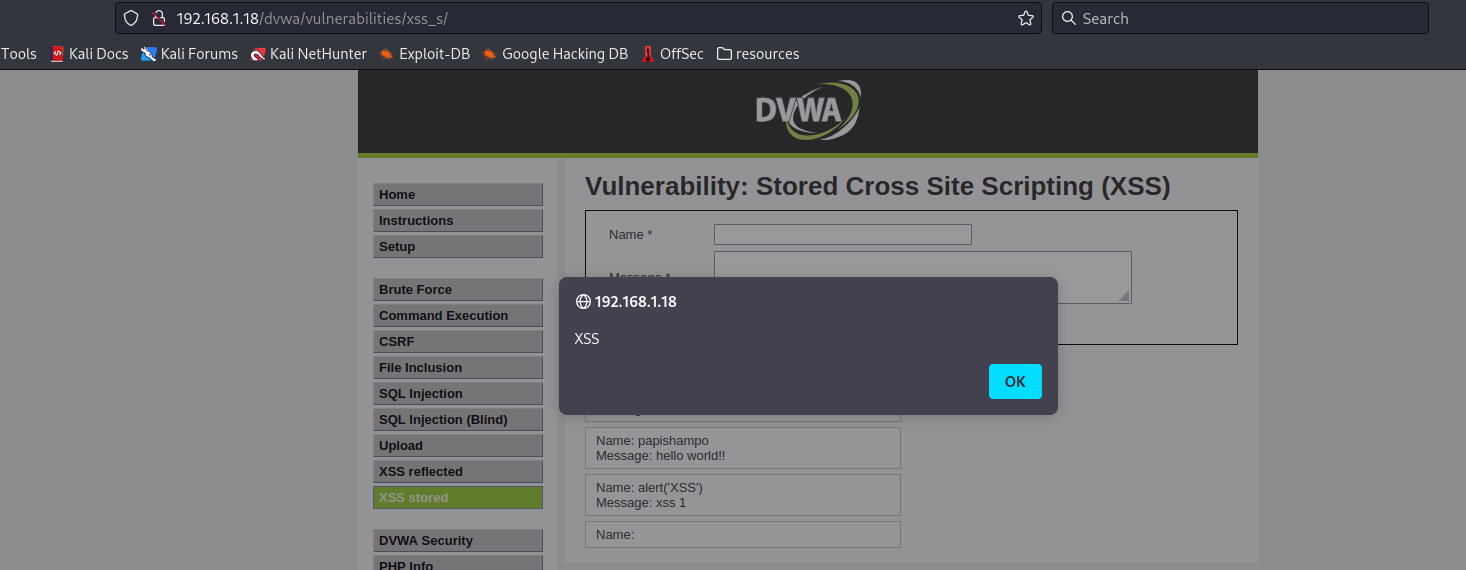 192.168.1.18/dvwa/vulnerabilities/xss_s/
Search
Tools Kali Docs Kali Forums Kali NetHunter Exploit-DB Google Hacking DB OffSec resources
DVWA
Home
Instructions
Setup
Brute Force
Command Execution
CSRF
File Inclusion
SQL Injection
SQL Injection (Blind)
Upload
XSS reflected
XSS stored
DVWA Security
PHP Info
Vulnerability: Stored Cross Site Scripting (XSS)
Name *
Message *
192.168.1.18
XSS
OK
Name: papishampo
Message: hello world!!
Name: alert('XSS')
Message: xss 1
Name: